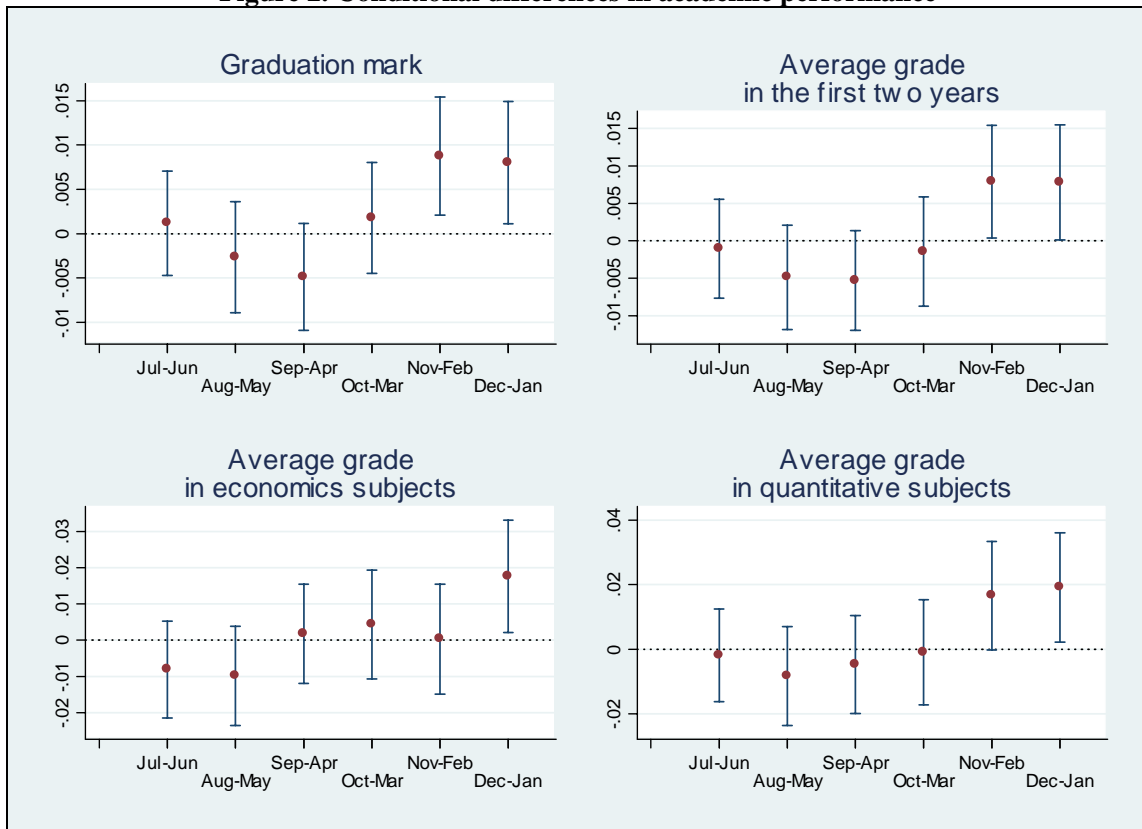 Graduation mark
.015
.01
.005
0
-.005
-.01
Jul-Jun
Aug-May
Sep-Apr
Oct-Mar
Nov-Feb
Dec-Jan
Average grade
in the first two years
.015
.01
.005
0
-.005
-.01
Jul-Jun
Aug-May
Sep-Apr
Oct-Mar
Nov-Feb
Dec-Jan
Average grade
in economics subjects
.03
.02
.01
0
-.01
-.02
Jul-Jun
Aug-May
Sep-Apr
Oct-Mar
Nov-Feb
Dec-Jan
Average grade
in quantitative subjects
.04
.02
0
-.02
Jul-Jun
Aug-May
Sep-Apr
Oct-Mar
Nov-Feb
Dec-Jan